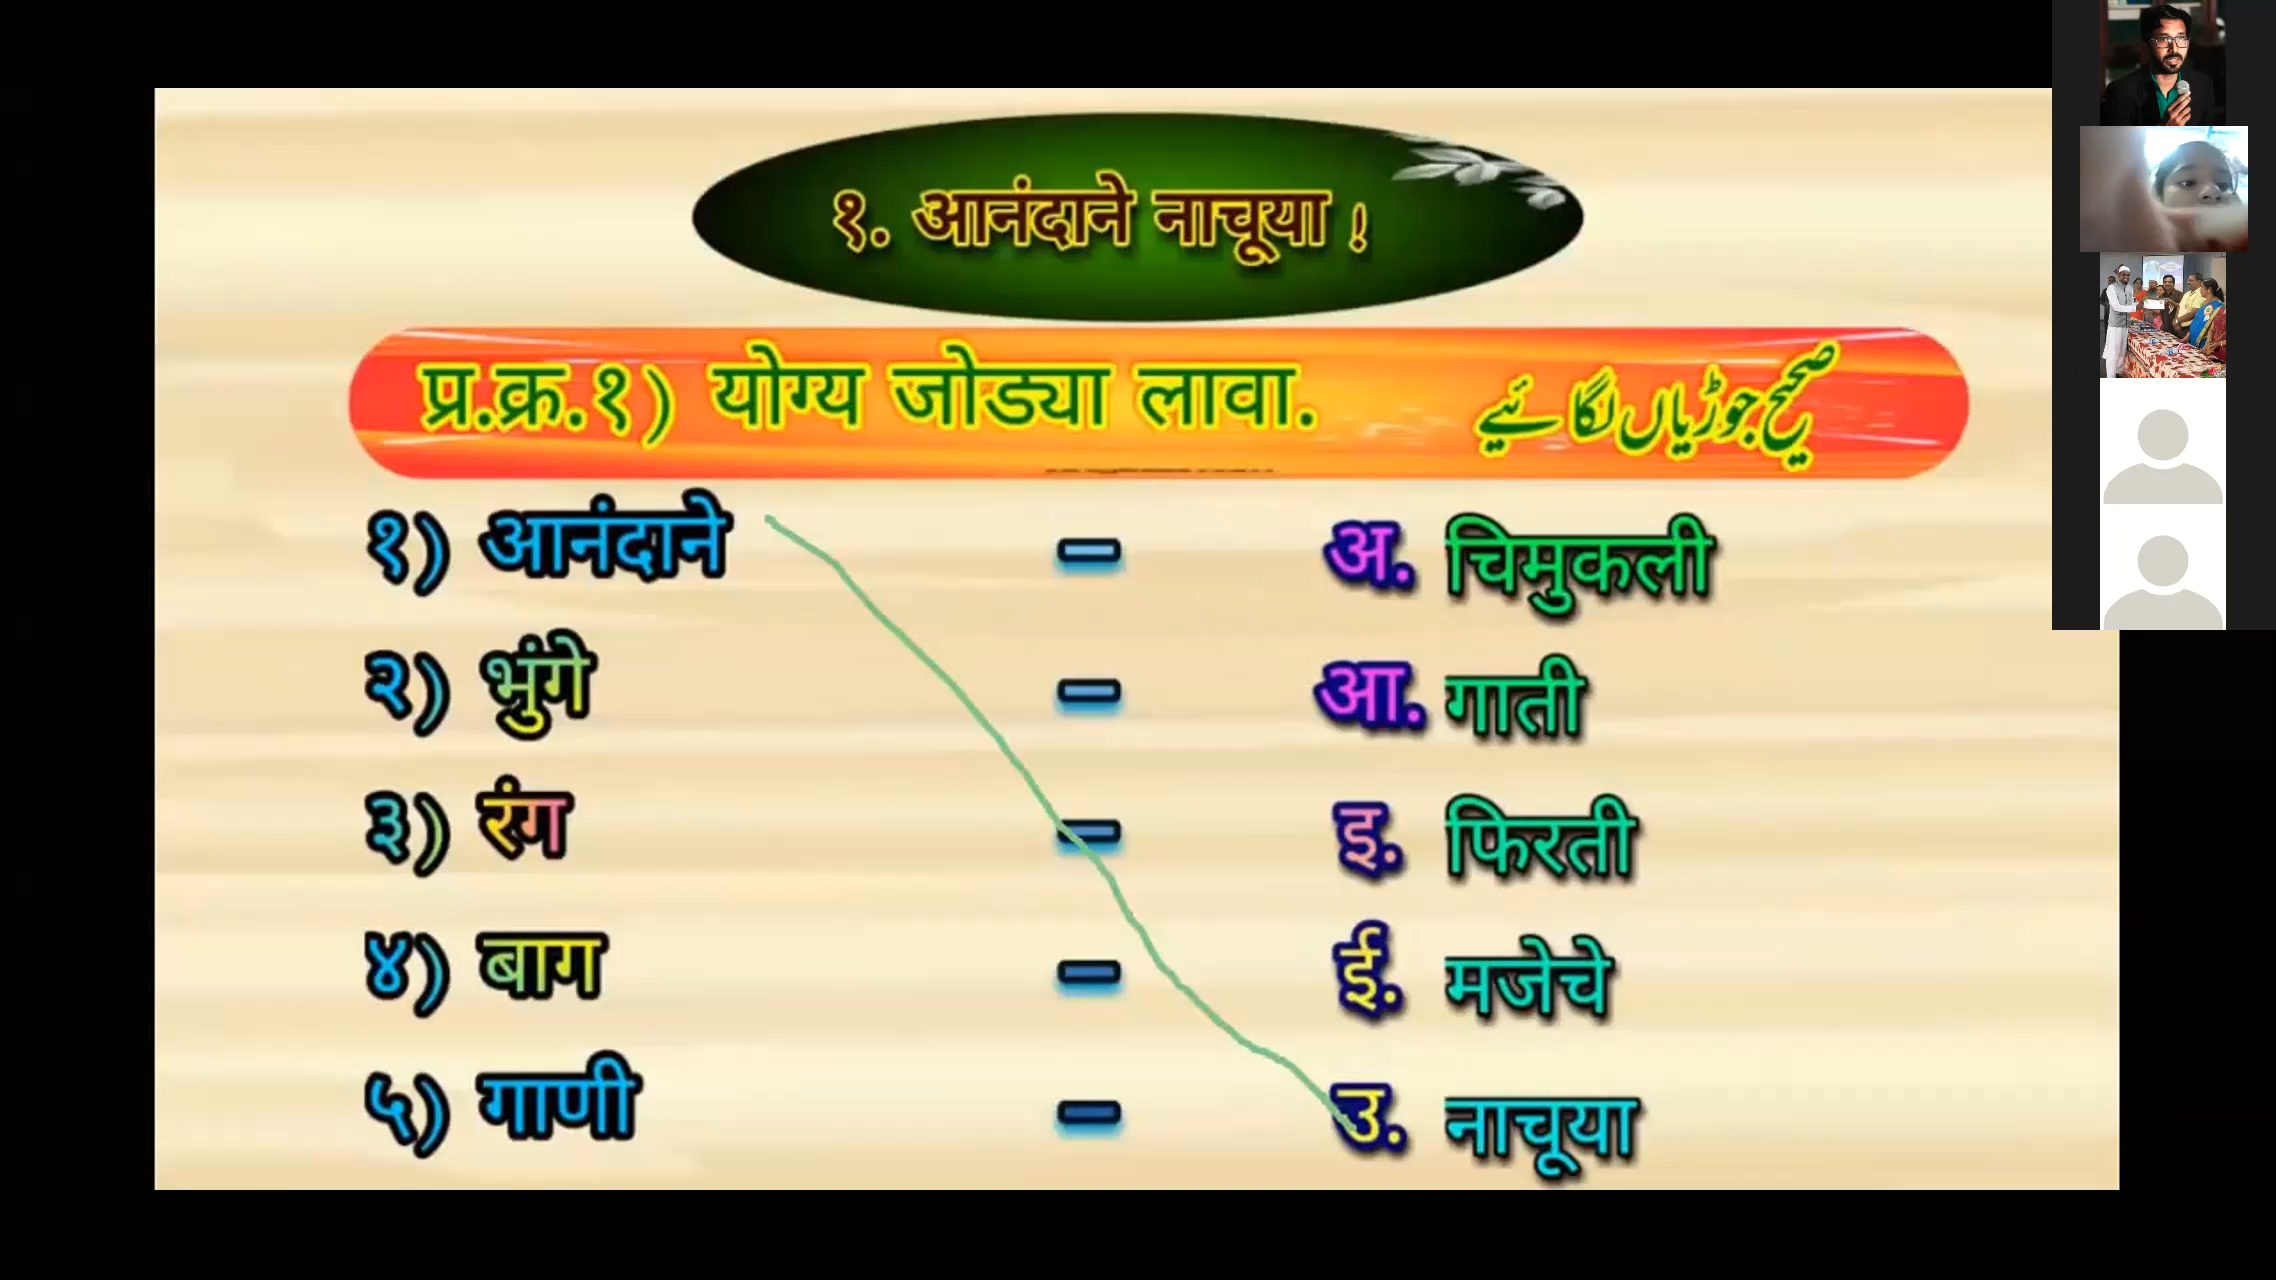 १. आनंदाने नाचूया !
प्र.क्र.१) योग्य जोड्या लावा. صحیح جوڑیاں لگائیے
१) आनंदाने - अ. चिमुकली
२) भुंगे - आ. गाती
३) रंग - इ. फिरती
४) बाग - ई. मजेचे
५) गाणी - उ. नाचूया